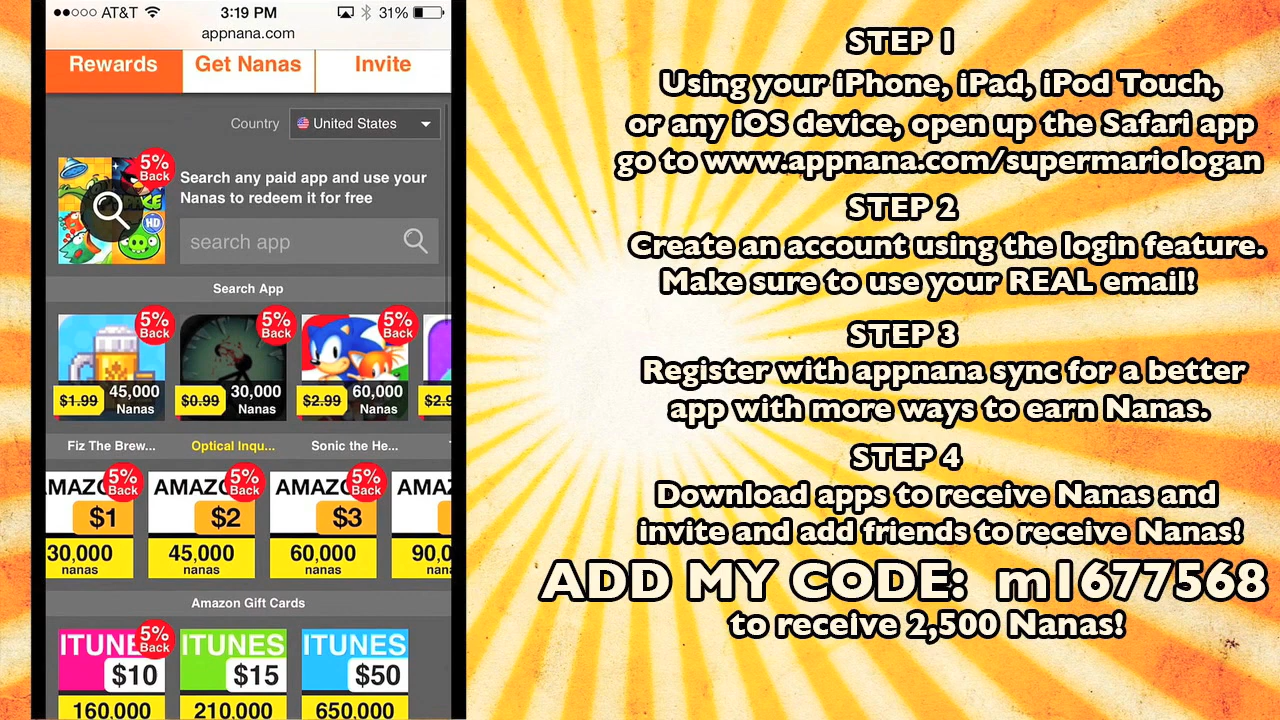 AT&T 3:19 PM 31%
appnana.com
Rewards Get Nanas Invite
Country United States
5% Back
Search any paid app and use your
Nanas to redeem it for free
HD
search app
Search App
5% Back 5% Back 5% Back
$1.99 45,000 Nanas $0.99 30,000 Nanas $2.99 60,000 Nanas
Fiz The Brew... Optical Inqu... Sonic the He...
5% Back 5% Back 5% Back
$1 $2 $3
30,000 nanas 45,000 nanas 60,000 nanas
Amazon Gift Cards
5% Back
ITUNES ITUNES
$10 $15 $50
160,000 210,000 650,000
STEP 1
Using your iPhone, iPad, iPod Touch,
or any iOS device, open up the Safari app
go to www.appnana.com/supermariologan
STEP 2
Create an account using the login feature.
Make sure to use your REAL email!
STEP 3
Register with appnana sync for a better
app with more ways to earn Nanas.
STEP 4
Download apps to receive Nanas and
invite and add friends to receive Nanas!
ADD MY CODE: m1677568
to receive 2,500 Nanas!